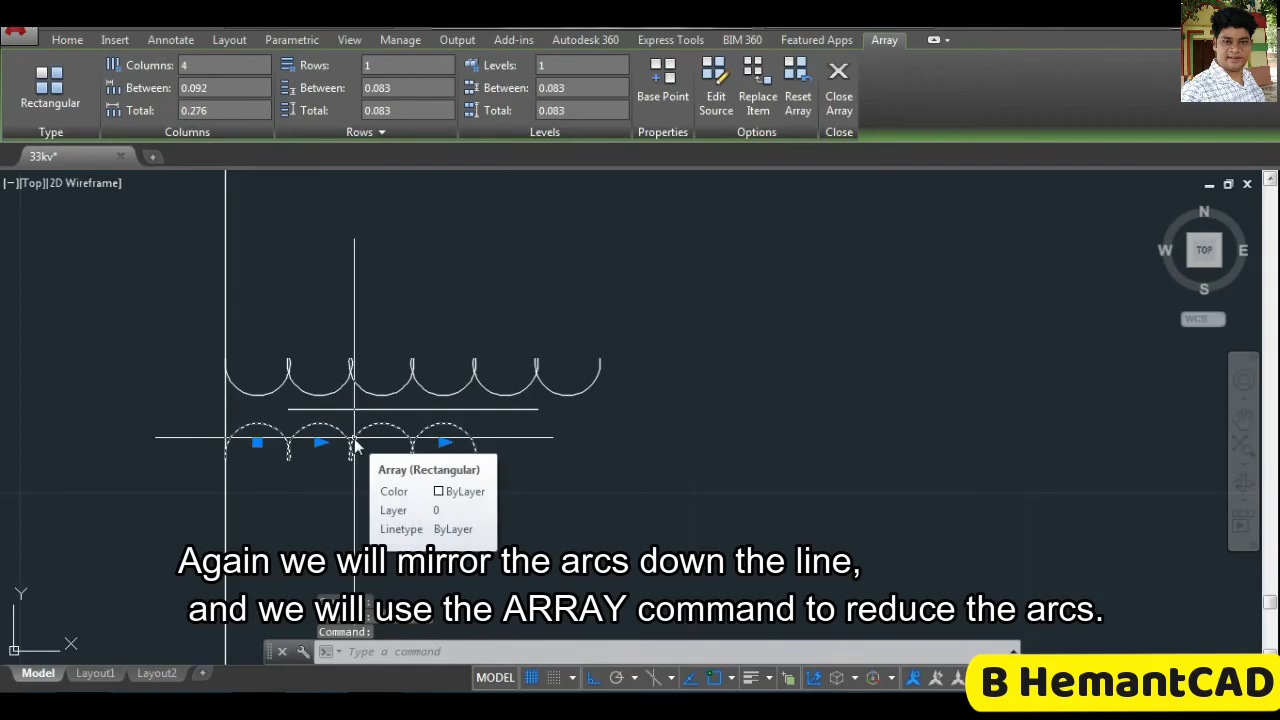 Home Insert Annotate Layout Parametric View Manage Output Add-ins Autodesk 360 Express Tools BIM 360 Featured Apps Array
Columns: 4 Rows: 1 Levels: 1
Between: 0.092 Between: 0.083 Between: 0.083
Total: 0.276 Total: 0.083 Total: 0.083
Rectangular Base Point Edit Source Replace Item Reset Array Close Array
Type Columns Rows Levels Properties Options Close
33kv*
[−][Top][2D Wireframe]
N
W TOP E
S
WCS
Array (Rectangular)
Color ByLayer
Layer 0
Linetype ByLayer
Again we will mirror the arcs down the line,
and we will use the ARRAY command to reduce the arcs.
Y
X
Command:
Type a command
Model Layout1 Layout2 + MODEL
B HemantCAD